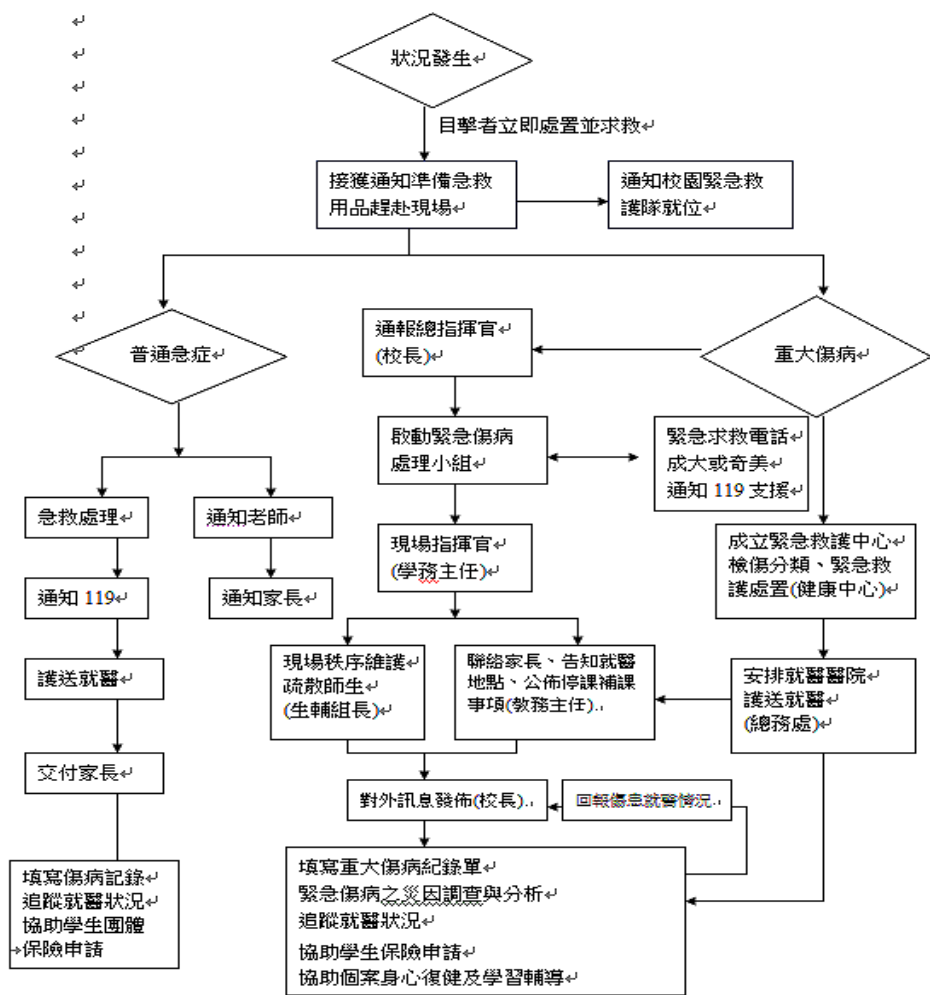 狀況發生
目擊者立即處置並求救
接獲通知準備急救
用品趕赴現場
通知校園緊急救
護隊就位
普通急症
通報總指揮官
(校長)
重大傷病
啟動緊急傷病
處理小組
緊急求救電話
成大或奇美
通知 119 支援
急救處理
通知老師
現場指揮官
(學務主任)
成立緊急救護中心
檢傷分類、緊急救
護處置(健康中心)
通知 119
通知家長
護送就醫
現場秩序維護
疏散師生
(生輔組長)
聯絡家長、告知就醫
地點、公佈停課補課
事項(教務主任)
安排就醫醫院
護送就醫
(總務處)
交付家長
對外訊息發佈(校長)
回報傷患就醫情況
填寫傷病記錄
追蹤就醫狀況
協助學生團體
保險申請
填寫重大傷病紀錄單
緊急傷病之災因調查與分析
追蹤就醫狀況
協助學生保險申請
協助個案身心復健及學習輔導